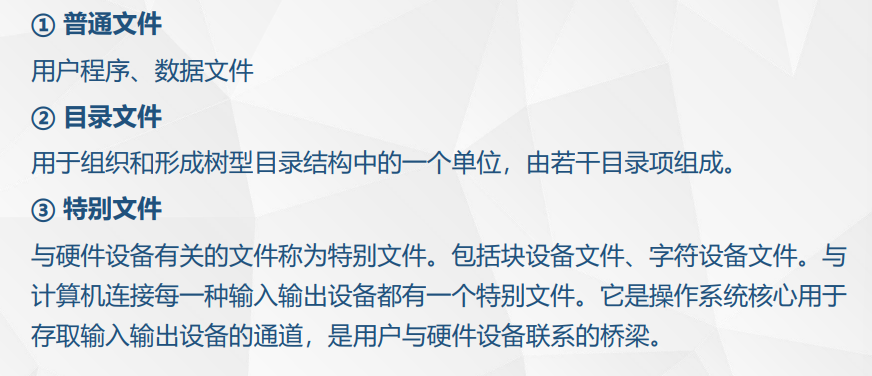 ① 普通文件
用户程序、数据文件
② 目录文件
用于组织和形成树型目录结构中的一个单位，由若干目录项组成。
③ 特别文件
与硬件设备有关的文件称为特别文件。包括块设备文件、字符设备文件。与
计算机连接每一种输入输出设备都有一个特别文件。它是操作系统核心用于
存取输入输出设备的通道，是用户与硬件设备联系的桥梁。